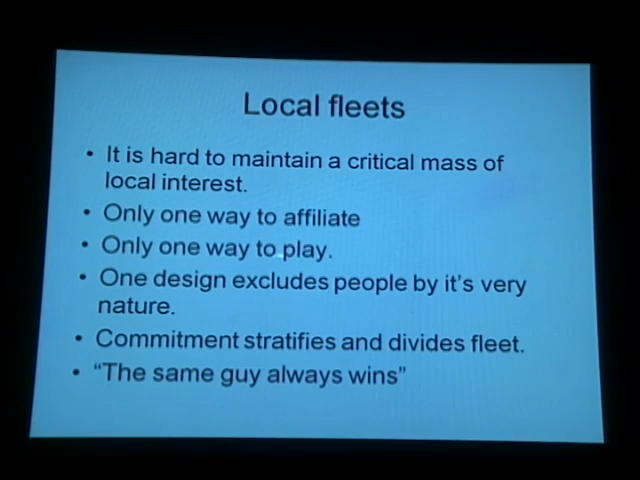 Local fleets
• It is hard to maintain a critical mass of
local interest.
• Only one way to affiliate
• Only one way to play.
• One design excludes people by it's very
nature.
• Commitment stratifies and divides fleet.
• “The same guy always wins”